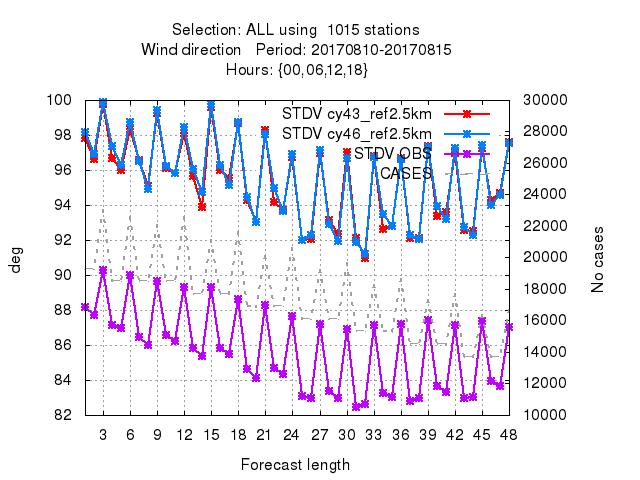 Selection: ALL using  1015 stations
Wind direction   Period: 20170810-20170815
Hours: {00,06,12,18}
STDV cy43_ref2.5km
STDV cy46_ref2.5km
STDV OBS
CASES
deg
100
98
96
94
92
90
88
86
84
82
No cases
30000
28000
26000
24000
22000
20000
18000
16000
14000
12000
10000
3 6 9 12 15 18 21 24 27 30 33 36 39 42 45 48
Forecast length